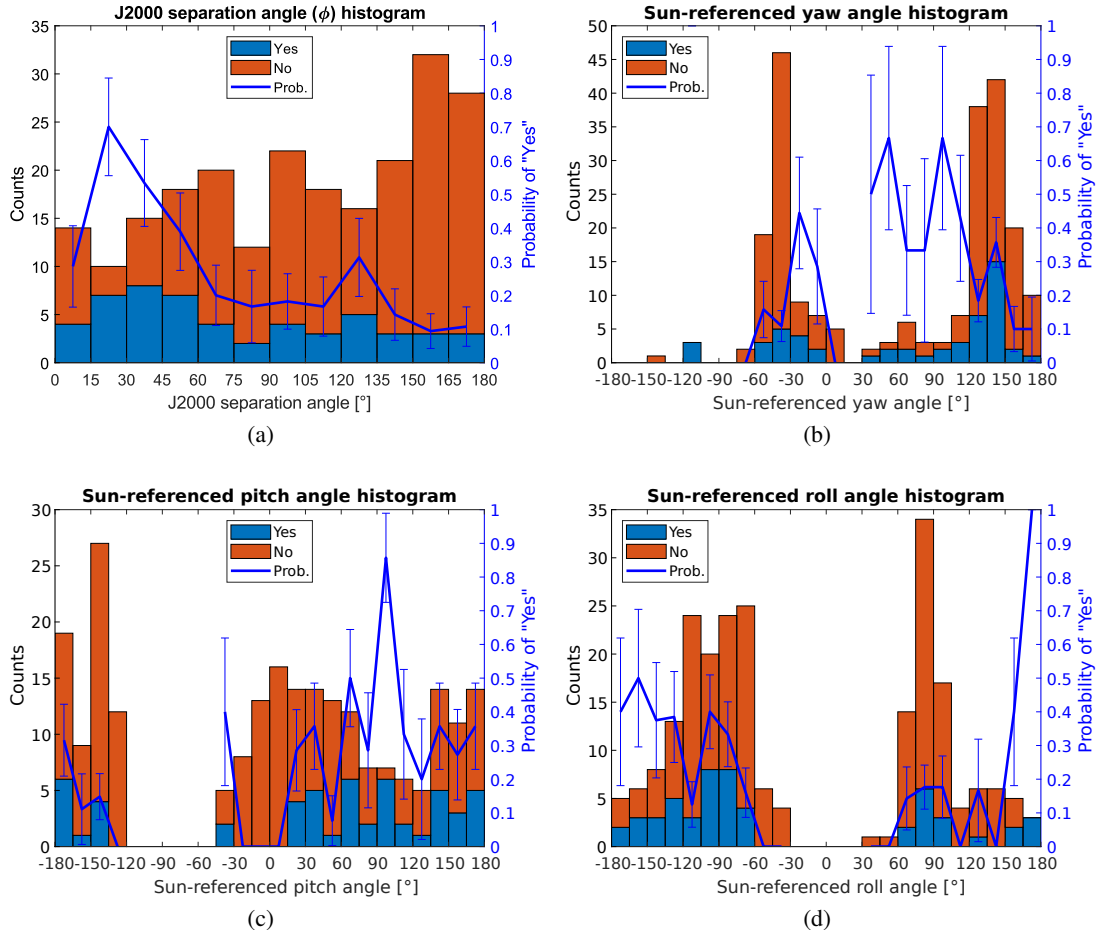 J2000 separation angle (ϕ) histogram
35
30
25
20
15
10
5
0
Counts
Yes
No
Prob.
1
0.9
0.8
0.7
0.6
0.5
0.4
0.3
0.2
0.1
0
Probability of "Yes"
0 15 30 45 60 75 90 105 120 135 150 165 180
J2000 separation angle [°]
(a)
Sun-referenced yaw angle histogram
50
45
40
35
30
25
20
15
10
5
0
Counts
Yes
No
Prob.
1
0.9
0.8
0.7
0.6
0.5
0.4
0.3
0.2
0.1
0
Probability of "Yes"
-180 -150 -120 -90 -60 -30 0 30 60 90 120 150 180
Sun-referenced yaw angle [°]
(b)
Sun-referenced pitch angle histogram
30
25
20
15
10
5
0
Counts
Yes
No
Prob.
1
0.9
0.8
0.7
0.6
0.5
0.4
0.3
0.2
0.1
0
Probability of "Yes"
-180 -150 -120 -90 -60 -30 0 30 60 90 120 150 180
Sun-referenced pitch angle [°]
(c)
Sun-referenced roll angle histogram
35
30
25
20
15
10
5
0
Counts
Yes
No
Prob.
1
0.9
0.8
0.7
0.6
0.5
0.4
0.3
0.2
0.1
0
Probability of "Yes"
-180 -150 -120 -90 -60 -30 0 30 60 90 120 150 180
Sun-referenced roll angle [°]
(d)